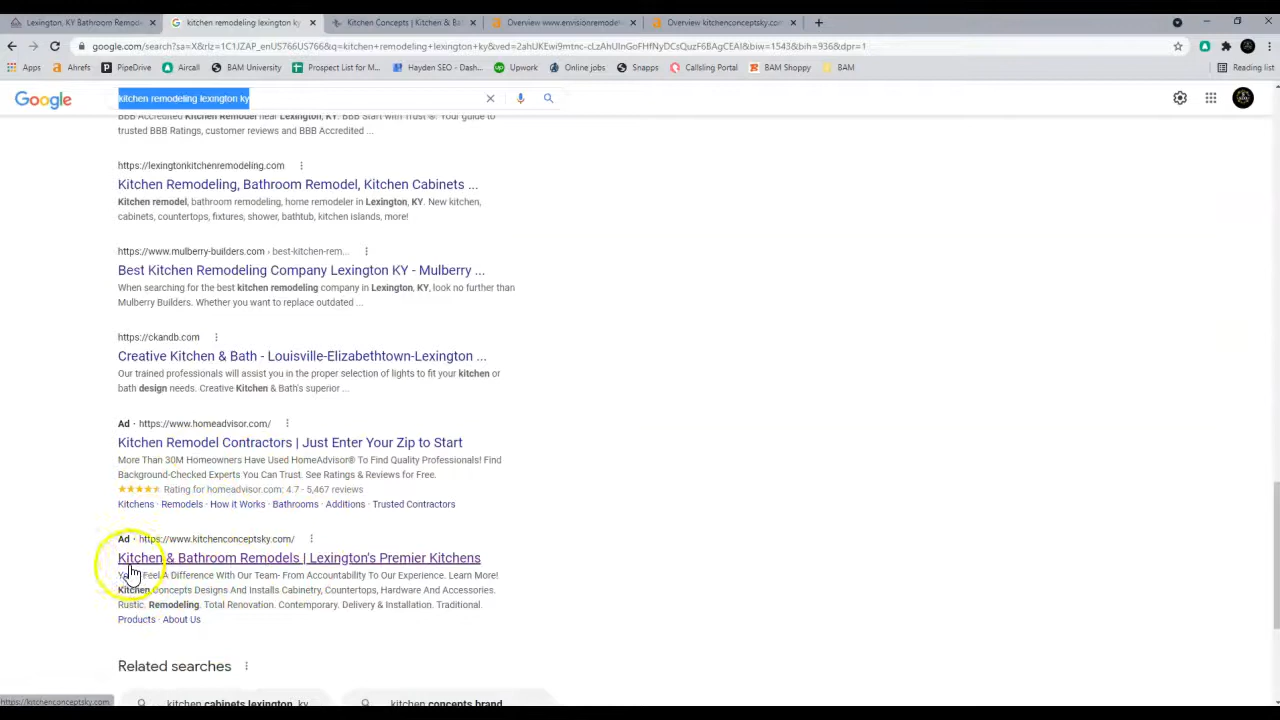 Lexington, KY Bathroom Remode
kitchen remodeling lexington ky
Kitchen Concepts | Kitchen & Ba
Overview www.envisionremodel
Overview kitchenconceptsky.com
google.com/search?sa=X&rlz=1C1JZAP_enUS766US766&q=kitchen+remodeling+lexington+ky&ved=2ahUKEwi9mtnc-cLzAhUInGoFHfNyDCsQuzF6BAgCEAI&biw=1543&bih=936&dpr=1
Apps
Ahrefs
PipeDrive
Aircall
BAM University
Prospect List for M...
Hayden SEO - Dash...
Upwork
Online jobs
Snapps
Callsling Portal
BAM Shoppy
BAM
Reading list
Google
kitchen remodeling lexington ky
BBB Accredited Kitchen Remodel near Lexington, KY. BBB Start with Trust ®. Your guide to
trusted BBB Ratings, customer reviews and BBB Accredited ...
https://lexingtonkitchenremodeling.com
Kitchen Remodeling, Bathroom Remodel, Kitchen Cabinets ...
Kitchen remodel, bathroom remodeling, home remodeler in Lexington, KY. New kitchen,
cabinets, countertops, fixtures, shower, bathtub, kitchen islands, more!
https://www.mulberry-builders.com › best-kitchen-rem...
Best Kitchen Remodeling Company Lexington KY - Mulberry ...
When searching for the best kitchen remodeling company in Lexington, KY, look no further than
Mulberry Builders. Whether you want to replace outdated ...
https://ckandb.com
Creative Kitchen & Bath - Louisville-Elizabethtown-Lexington ...
Our trained professionals will assist you in the proper selection of lights to fit your kitchen or
bath design needs. Creative Kitchen & Bath's superior ...
Ad · https://www.homeadvisor.com/
Kitchen Remodel Contractors | Just Enter Your Zip to Start
More Than 30M Homeowners Have Used HomeAdvisor® To Find Quality Professionals! Find
Background-Checked Experts You Can Trust. See Ratings & Reviews for Free.
Rating for homeadvisor.com: 4.7 - 5,467 reviews
Kitchens · Remodels · How it Works · Bathrooms · Additions · Trusted Contractors
Ad · https://www.kitchenconceptsky.com/
Kitchen & Bathroom Remodels | Lexington's Premier Kitchens
Feel A Difference With Our Team- From Accountability To Our Experience. Learn More!
Kitchen Concepts Designs And Installs Cabinetry, Countertops, Hardware And Accessories.
Rustic. Remodeling. Total Renovation. Contemporary. Delivery & Installation. Traditional.
Products · About Us
Related searches
kitchen cabinets lexington, ky
kitchen concepts brand
https://kitchenconceptsky.com